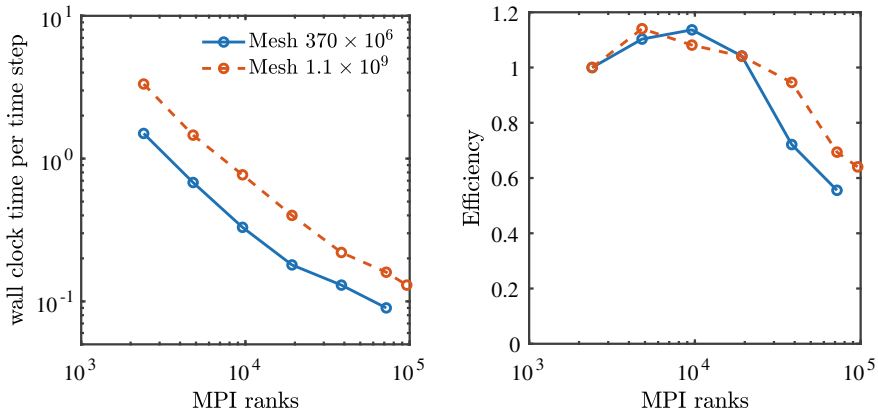 wall clock time per time step
10^1
10^0
10^-1
10^3
10^4
10^5
MPI ranks
Mesh 370 × 10^6
Mesh 1.1 × 10^9
Efficiency
1.2
1
0.8
0.6
0.4
0.2
0
10^3
10^4
10^5
MPI ranks